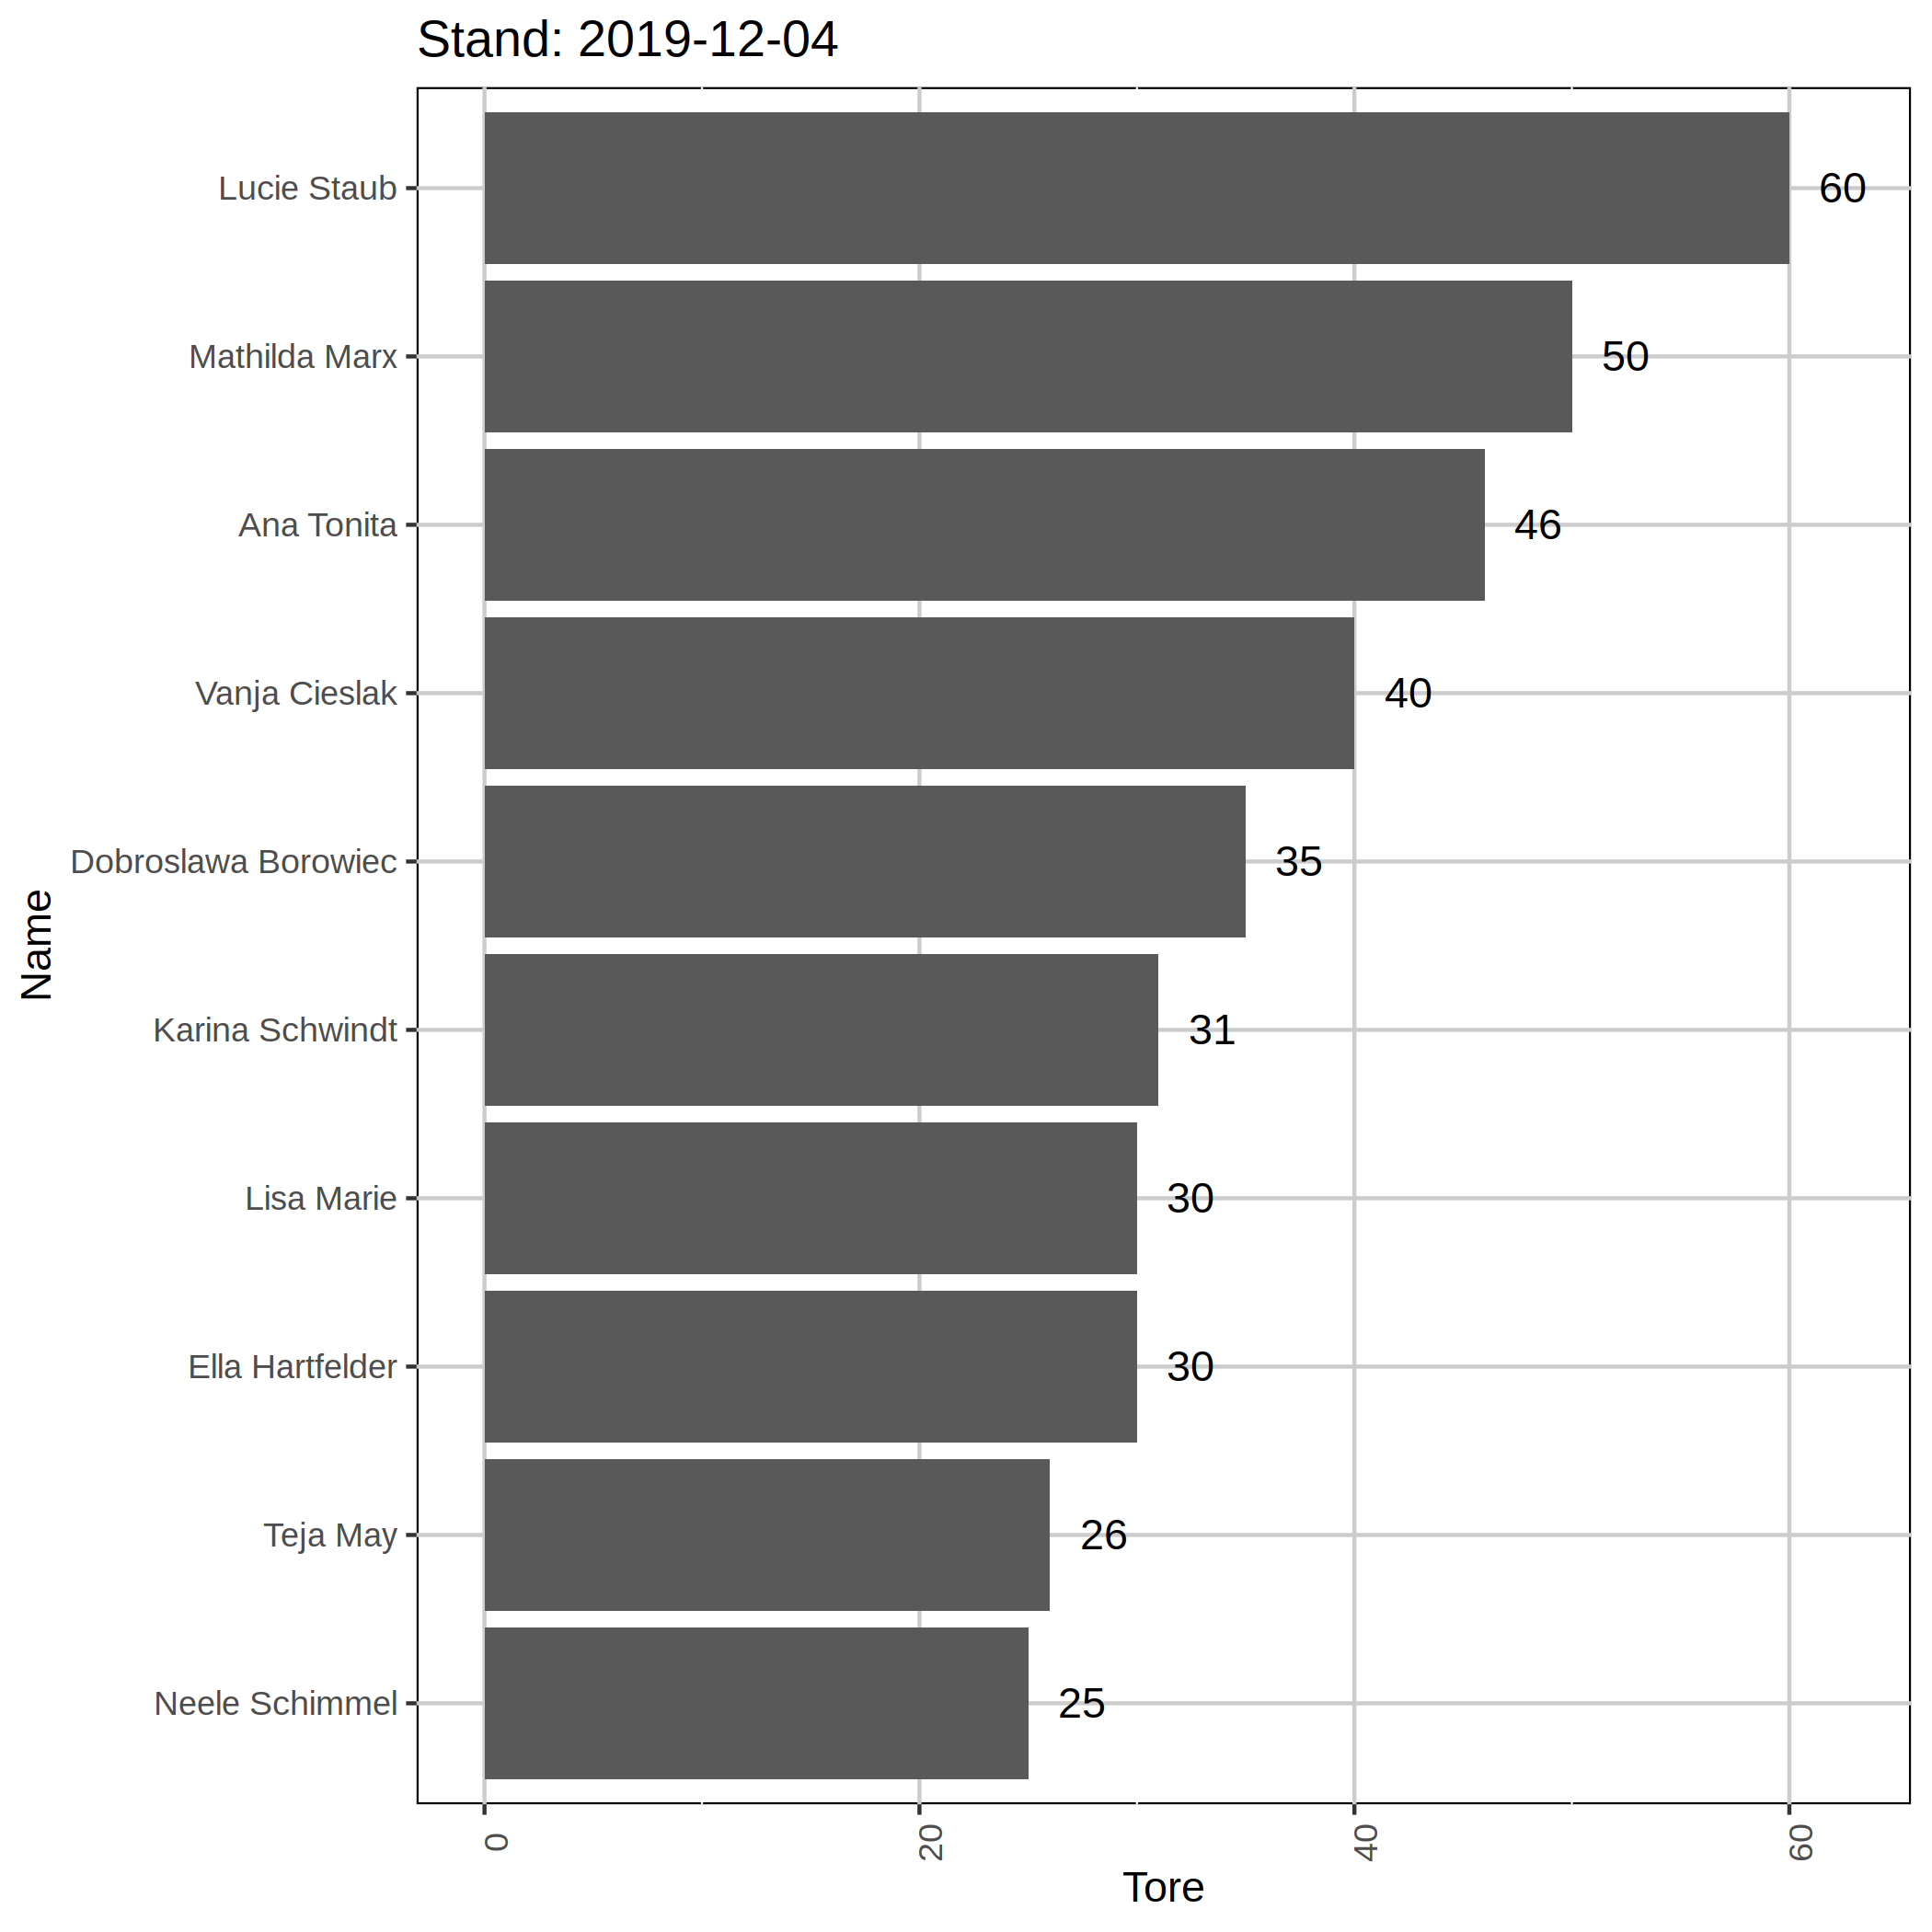 Stand: 2019-12-04
Lucie Staub 60
Mathilda Marx 50
Ana Tonita 46
Vanja Cieslak 40
Dobroslawa Borowiec 35
Karina Schwindt 31
Lisa Marie 30
Ella Hartfelder 30
Teja May 26
Neele Schimmel 25
Name
0 20 40 60
Tore